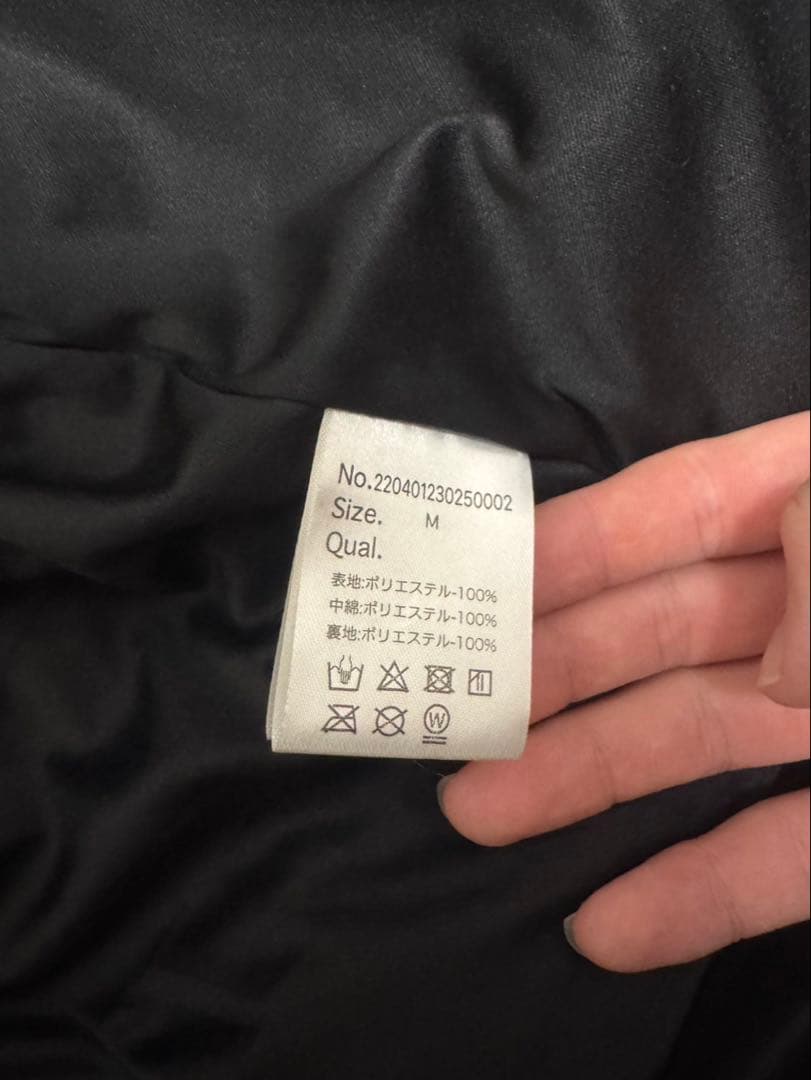 No.220401230250002
Size. M
Qual.
表地:ポリエステル-100%
中綿:ポリエステル-100%
裏地:ポリエステル-100%
W